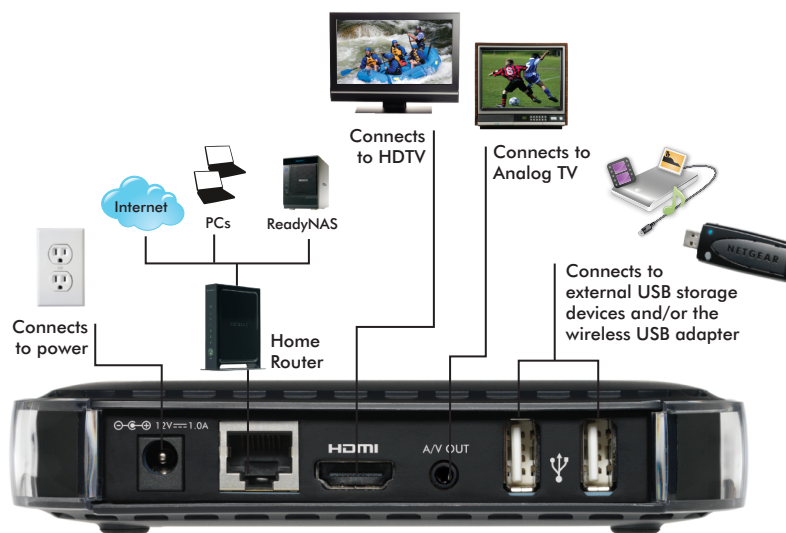 Connects
to HDTV
Connects to
Analog TV
Internet
PCs
ReadyNAS
NETGEAR
Connects to
external USB storage
devices and/or the
wireless USB adapter
Connects
to power
Home
Router
12V 1.0A
HDMI
A/V OUT